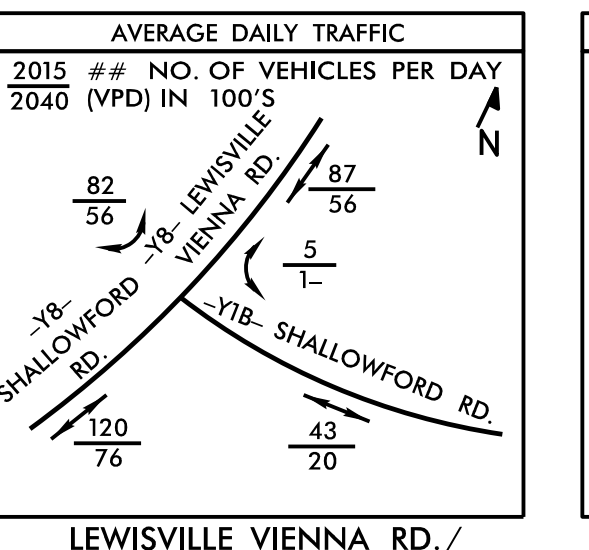 AVERAGE DAILY TRAFFIC
2015 ## NO. OF VEHICLES PER DAY
2040 (VPD) IN 100'S
N
-Y8- LEWISVILLE
VIENNA RD.
87
56
82
56
5
1-
-Y8-
SHALLOWFORD
RD.
-Y1B- SHALLOWFORD RD.
120
76
43
20
LEWISVILLE VIENNA RD./